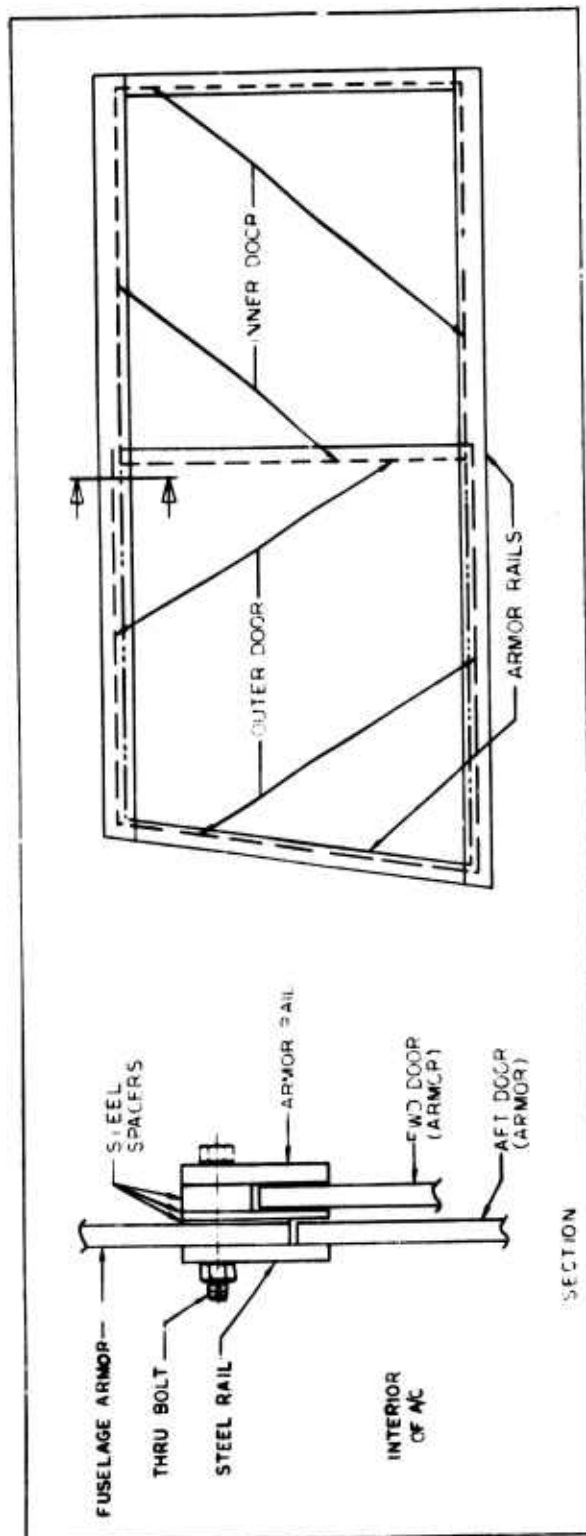 FUSELAGE ARMOR
THRU BOLT
STEEL RAIL
INTERIOR
OF A/C
STEEL
SPACERS
ARMOR RAIL
FWD DOOR
(ARMOR)
AFT DOOR
(ARMOR)
SECTION
OUTER DOOR
INNER DOOR
ARMOR RAILS